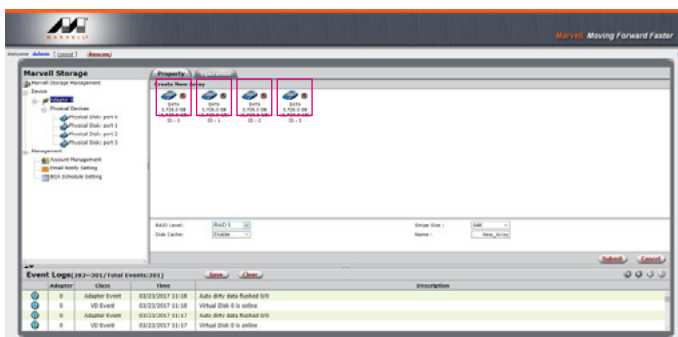 MARVELL
Marvell. Moving Forward Faster
Welcome Admin [ Logout ] Rescan
Marvell Storage
Marvell Storage Management
Device
Adapter 0
Physical Devices
Physical Disk: port 0
Physical Disk: port 1
Physical Disk: port 2
Physical Disk: port 3
Management
Account Management
Email Notify Setting
BGA Schedule Setting
Property Operation
Create New Array
DATA DATA DATA DATA
ID : 0 ID : 1 ID : 2 ID : 3
RAID Level: RAID 5 Stripe Size : 64K
Disk Cache: Enable Name : New_Array
Submit Cancel
Event Logs(282~301/Total Events:301) Save Clear
Adapter Class Time Description
0 Adapter Event 03/23/2017 11:18 Auto dirty data flushed 0/0
0 VD Event 03/23/2017 11:18 Virtual Disk 0 is online
0 Adapter Event 03/23/2017 11:17 Auto dirty data flushed 0/0
0 VD Event 03/23/2017 11:17 Virtual Disk 0 is online